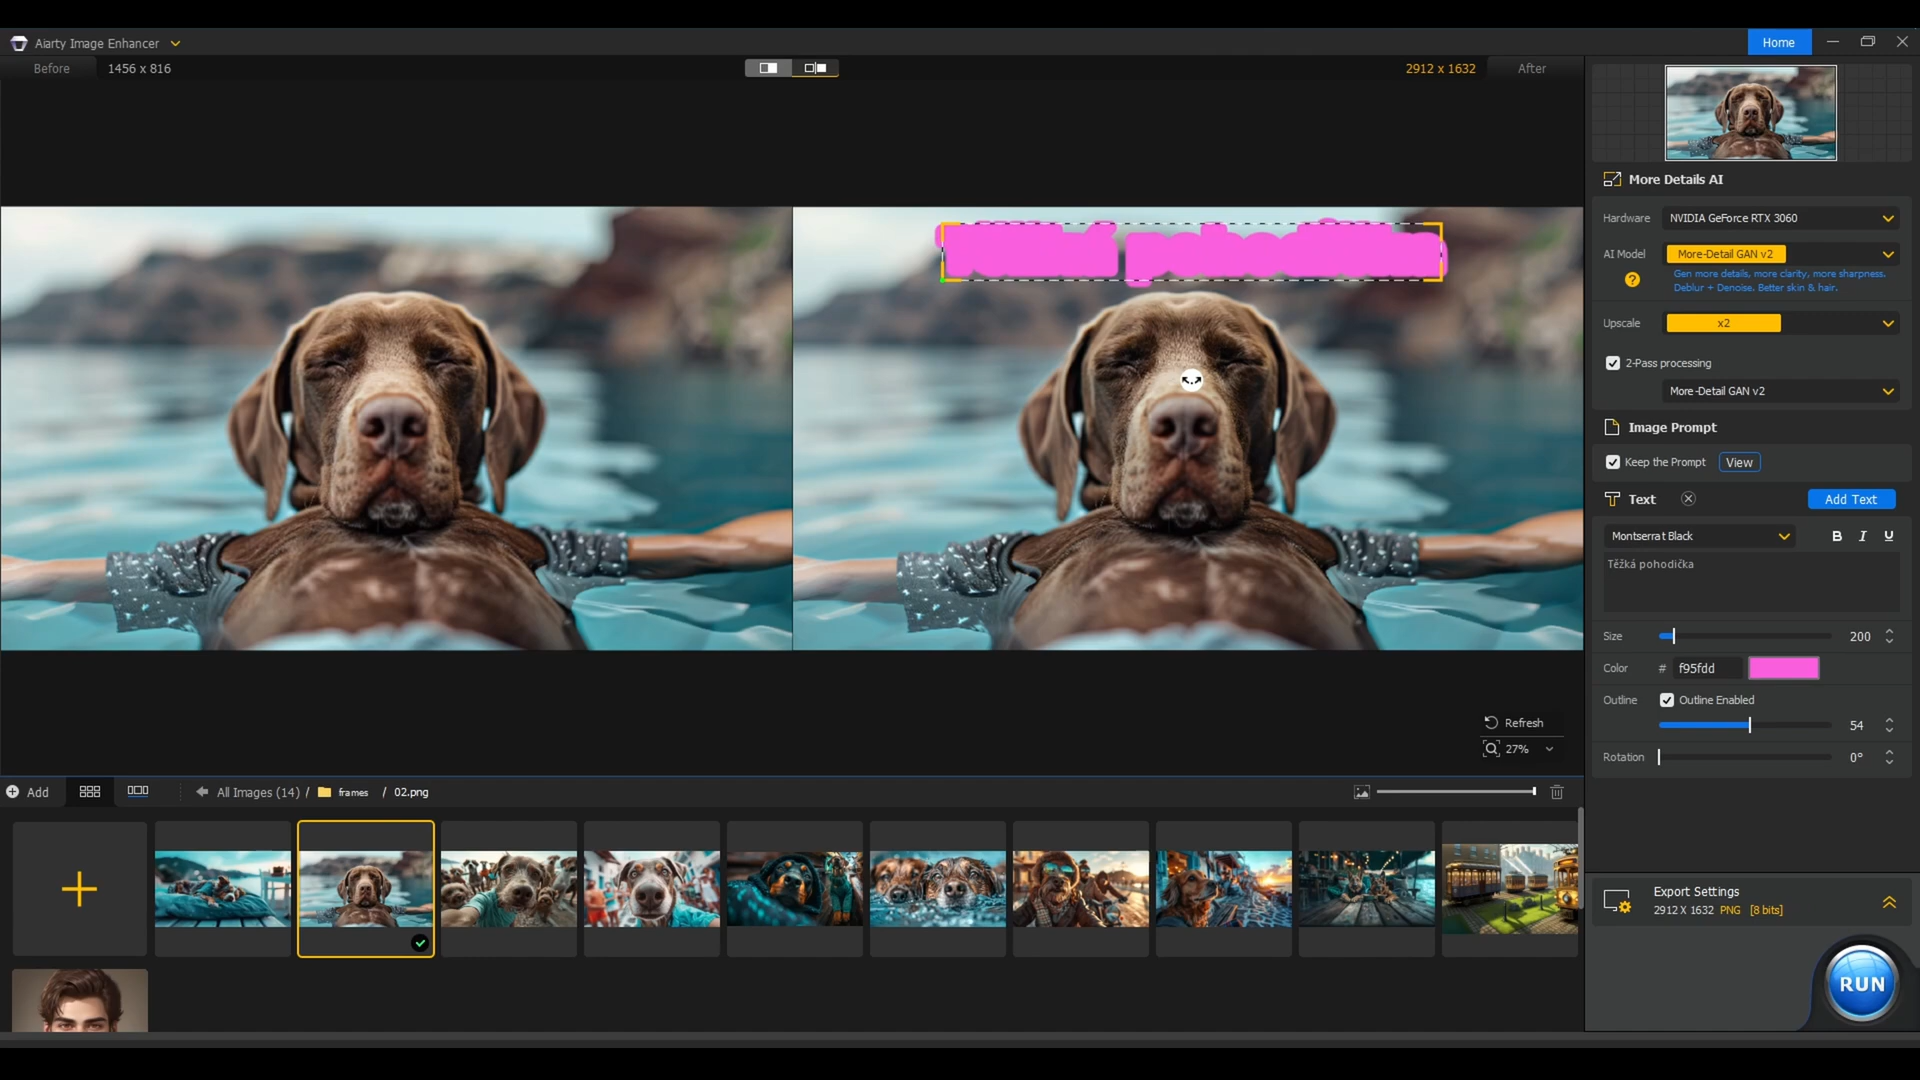 Aiarty Image Enhancer
Home
Before
1456 x 816
2912 x 1632
After
More Details AI
Hardware
NVIDIA GeForce RTX 3060
AI Model
More-Detail GAN v2
?
Gen more details, more clarity, more sharpness.
Deblur + Denoise. Better skin & hair.
Upscale
x2
2-Pass processing
More-Detail GAN v2
Image Prompt
Keep the Prompt
View
T
Text
Add Text
Montserrat Black
B I U
Těžká pohodička
Size
200
Color
# f95fdd
Outline
Outline Enabled
54
Rotation
0°
Refresh
27%
Add
All Images (14) / frames / 02.png
Export Settings
2912 X 1632 PNG [8 bits]
RUN